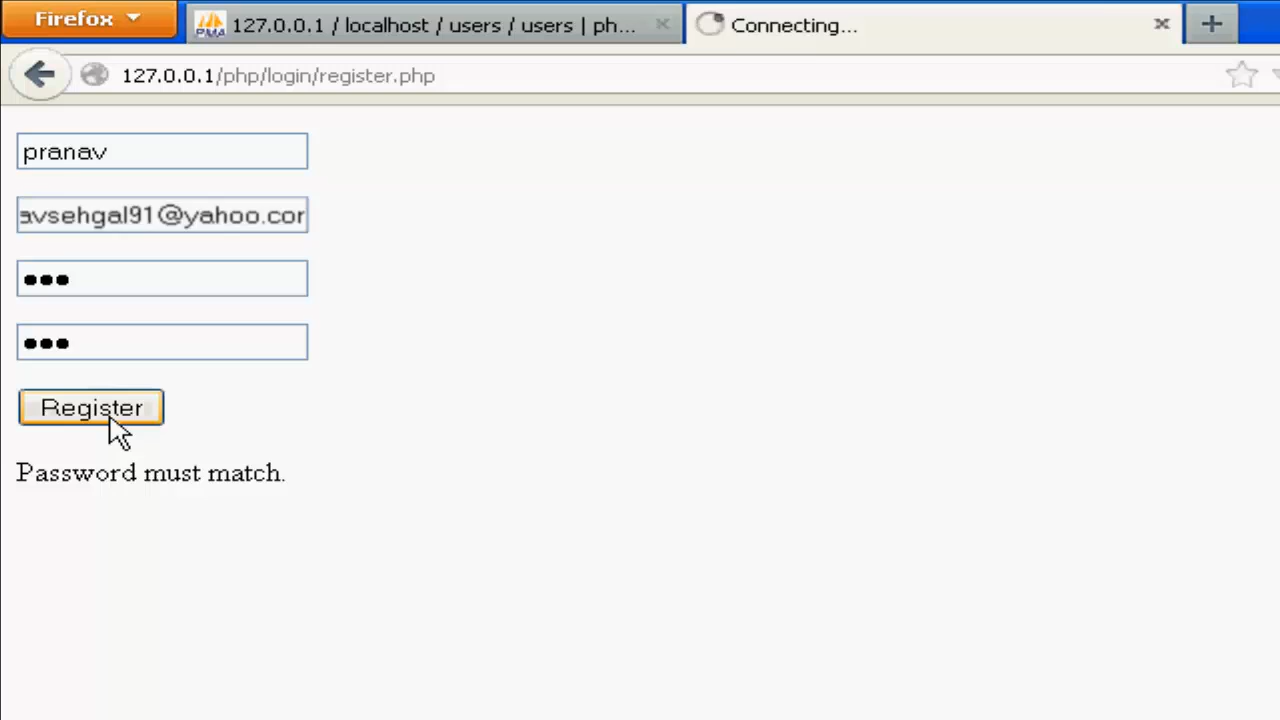 Firefox
127.0.0.1 / localhost / users / users | ph...
Connecting...
127.0.0.1/php/login/register.php
pranav
avsehgal91@yahoo.cor
Register
Password must match.